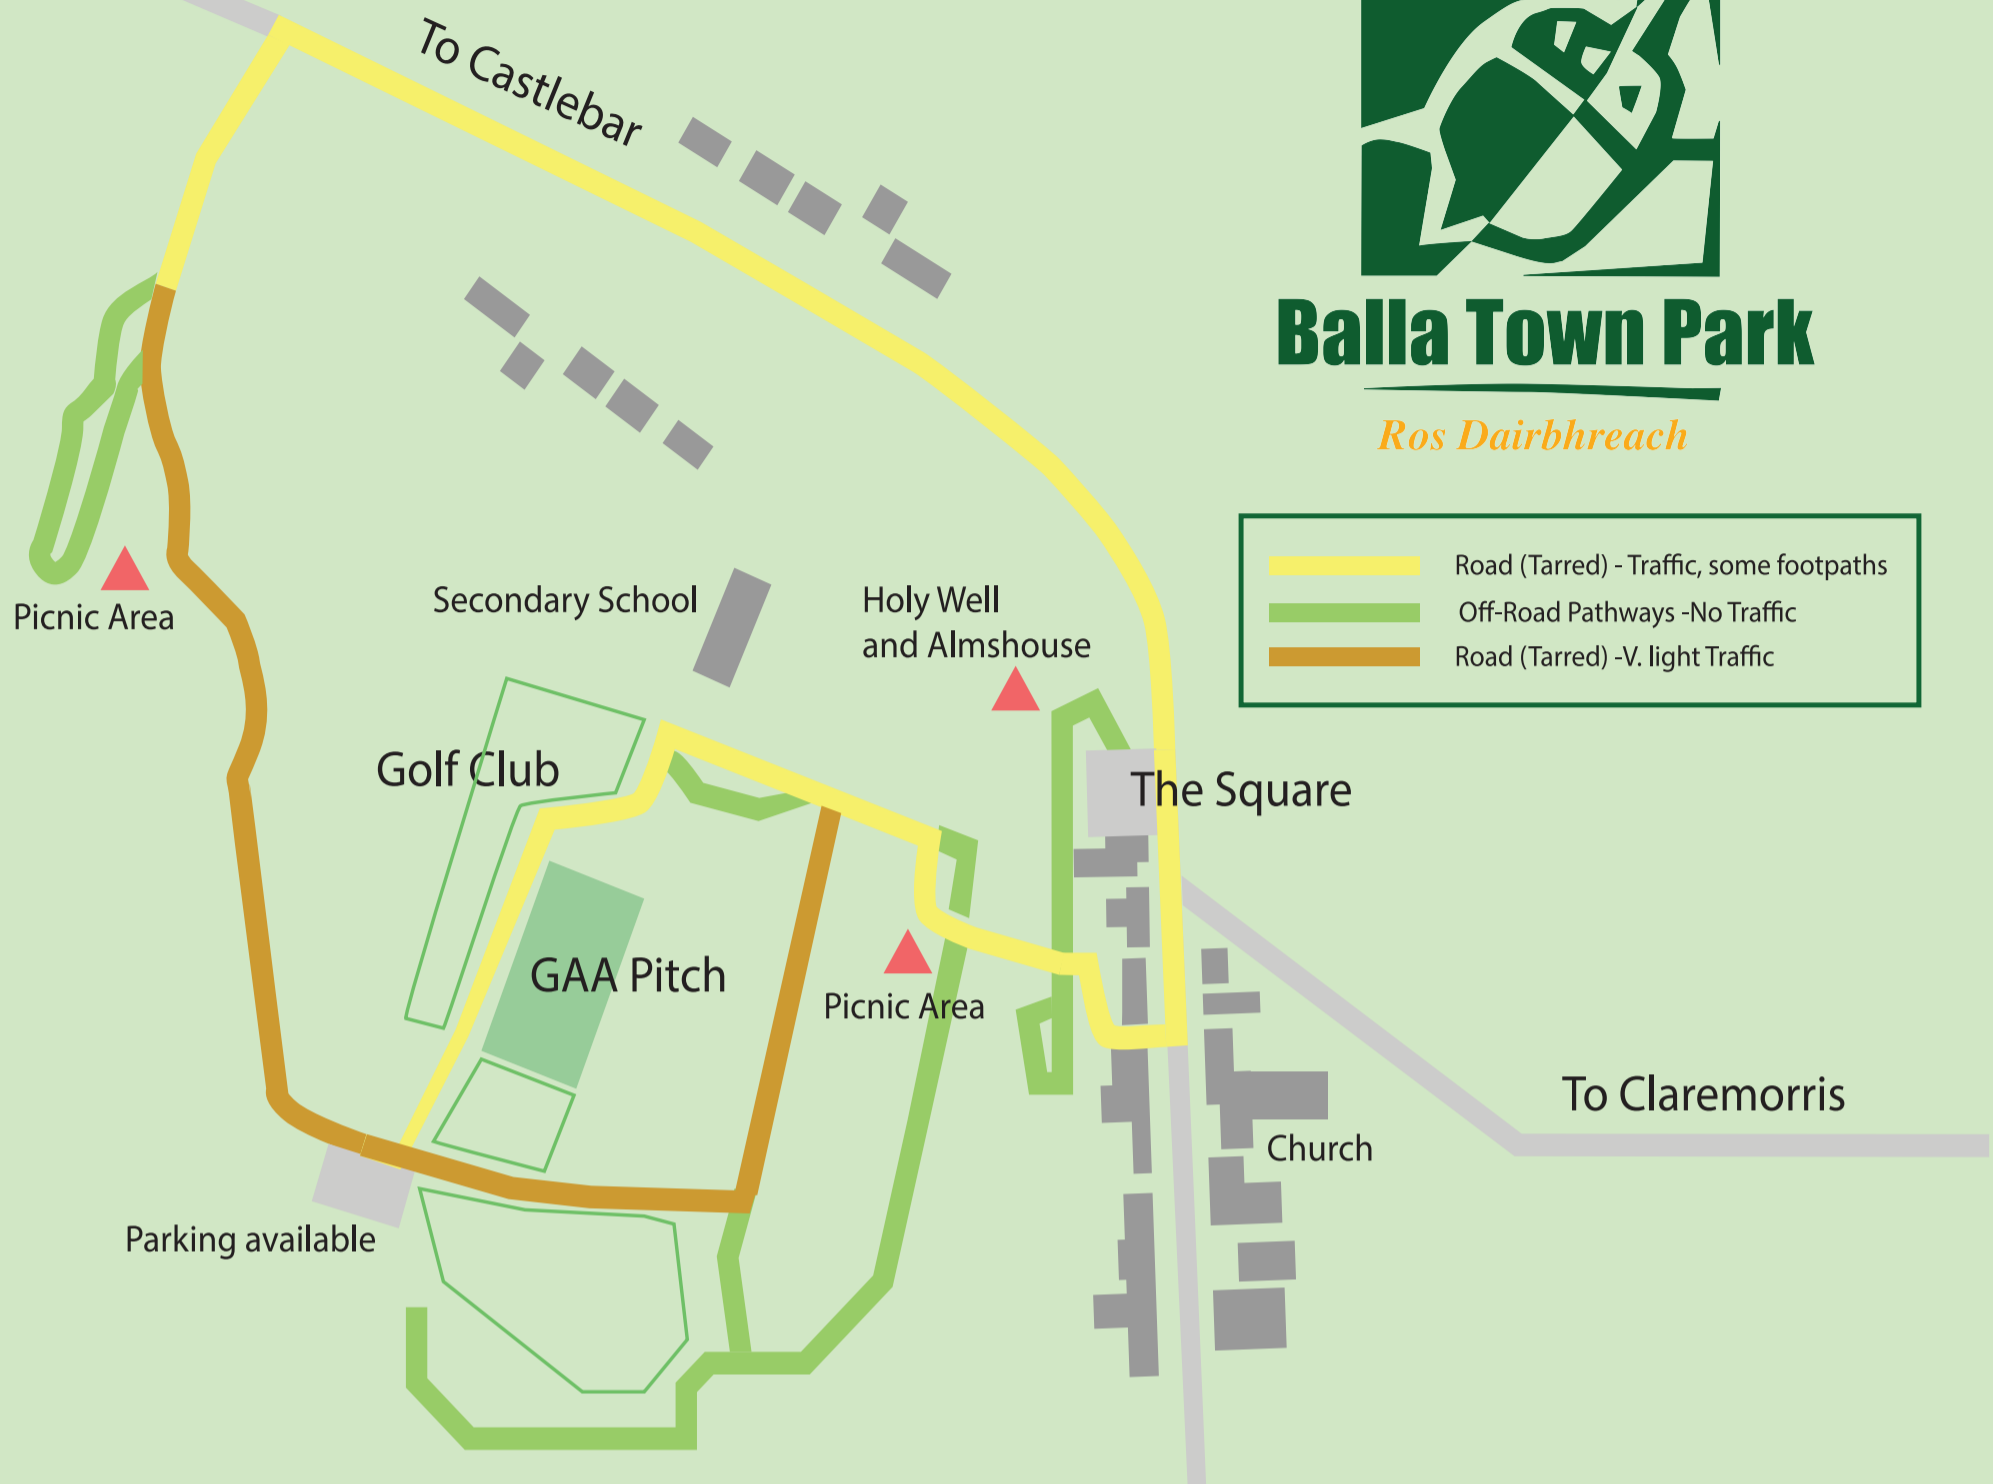 To Castlebar
Balla Town Park
Ros Dairbhreach
Road (Tarred) - Traffic, some footpaths
Off-Road Pathways -No Traffic
Road (Tarred) -V. light Traffic
Picnic Area
Secondary School
Holy Well
and Almshouse
Golf Club
The Square
GAA Pitch
Picnic Area
To Claremorris
Church
Parking available